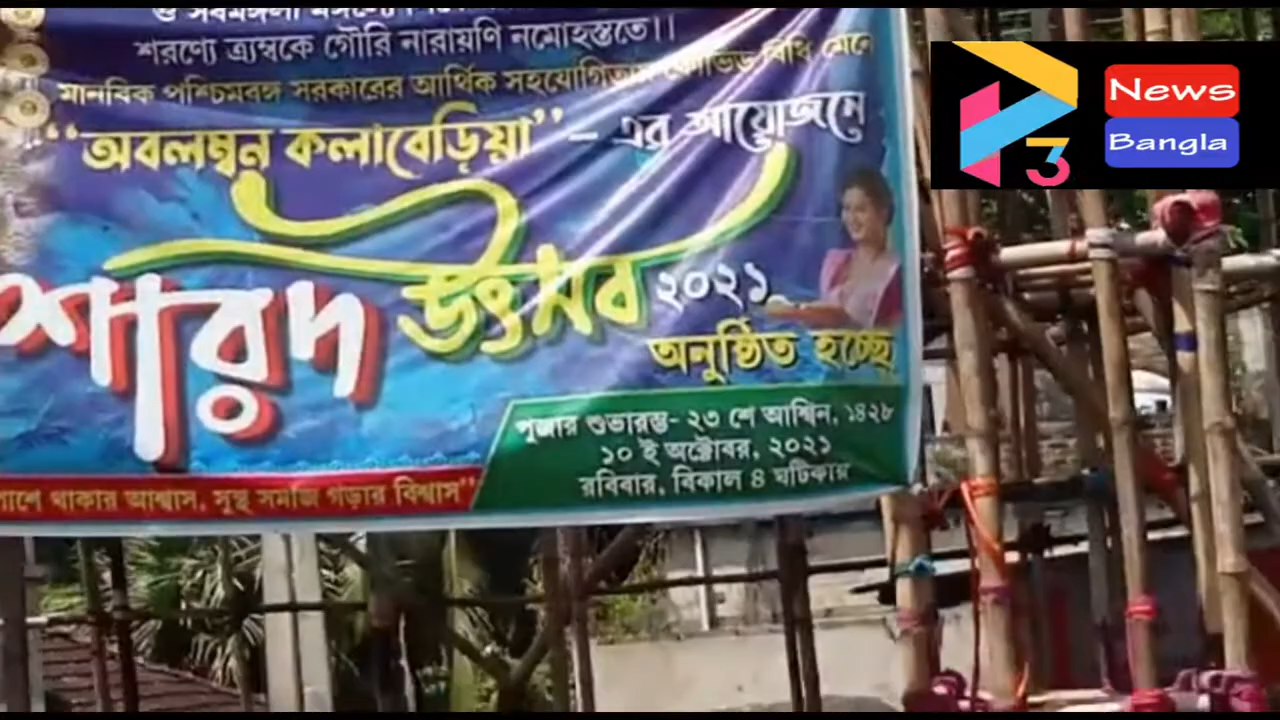 শরণ্যে ত্র্যম্বকে গৌরি নারায়ণি নমোহস্ততে।।
মানবিক পশ্চিমবঙ্গ সরকারের আর্থিক সহযোগিতায় কোভিড বিধি মেনে
"অবলম্বন কলাবেড়িয়া"- এর আয়োজনে
শারদ উৎসব ২০২১
অনুষ্ঠিত হচ্ছে
পূজার শুভারম্ভ- ২৩ শে আশ্বিন, ১৪২৮
১০ ই অক্টোবর, ২০২১
রবিবার, বিকাল ৪ ঘটিকায়
পাশে থাকার আশ্বাস, সুস্থ সমাজ গড়ার বিশ্বাস"
3
News
Bangla